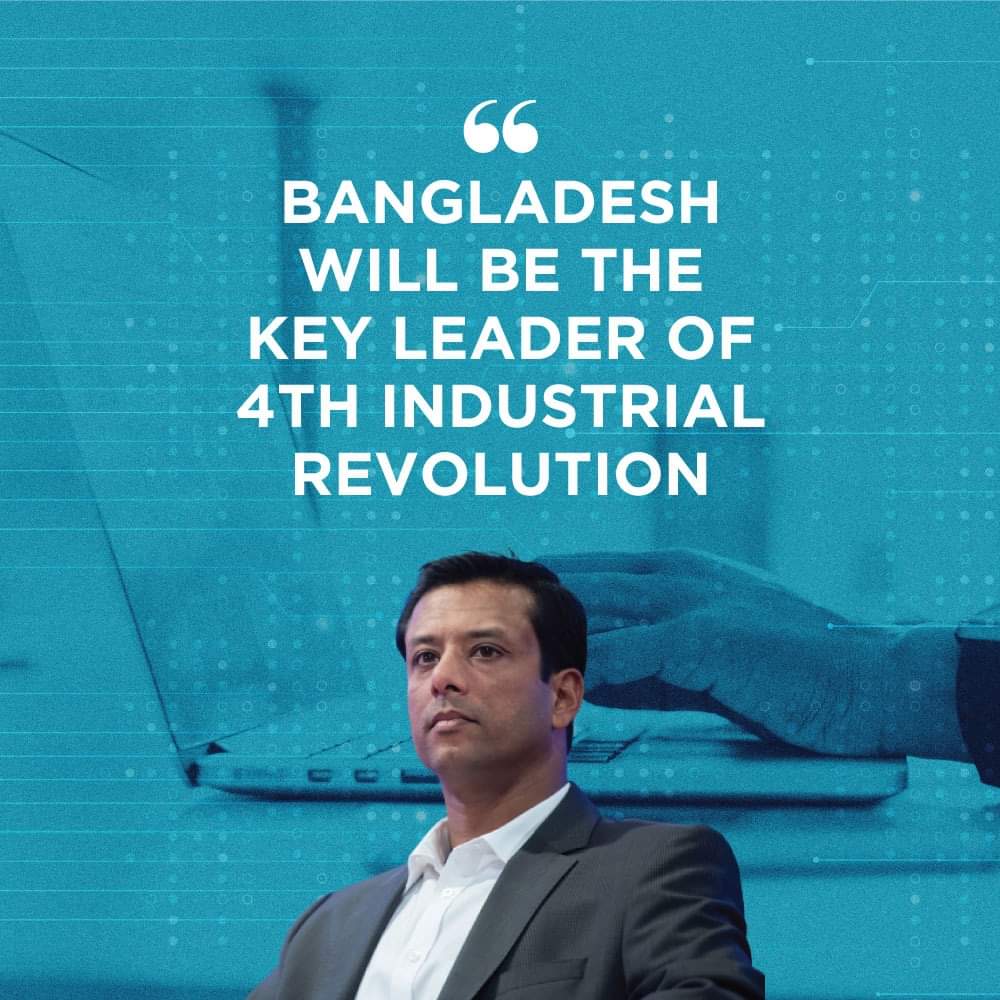 “
BANGLADESH
WILL BE THE
KEY LEADER OF
4TH INDUSTRIAL
REVOLUTION